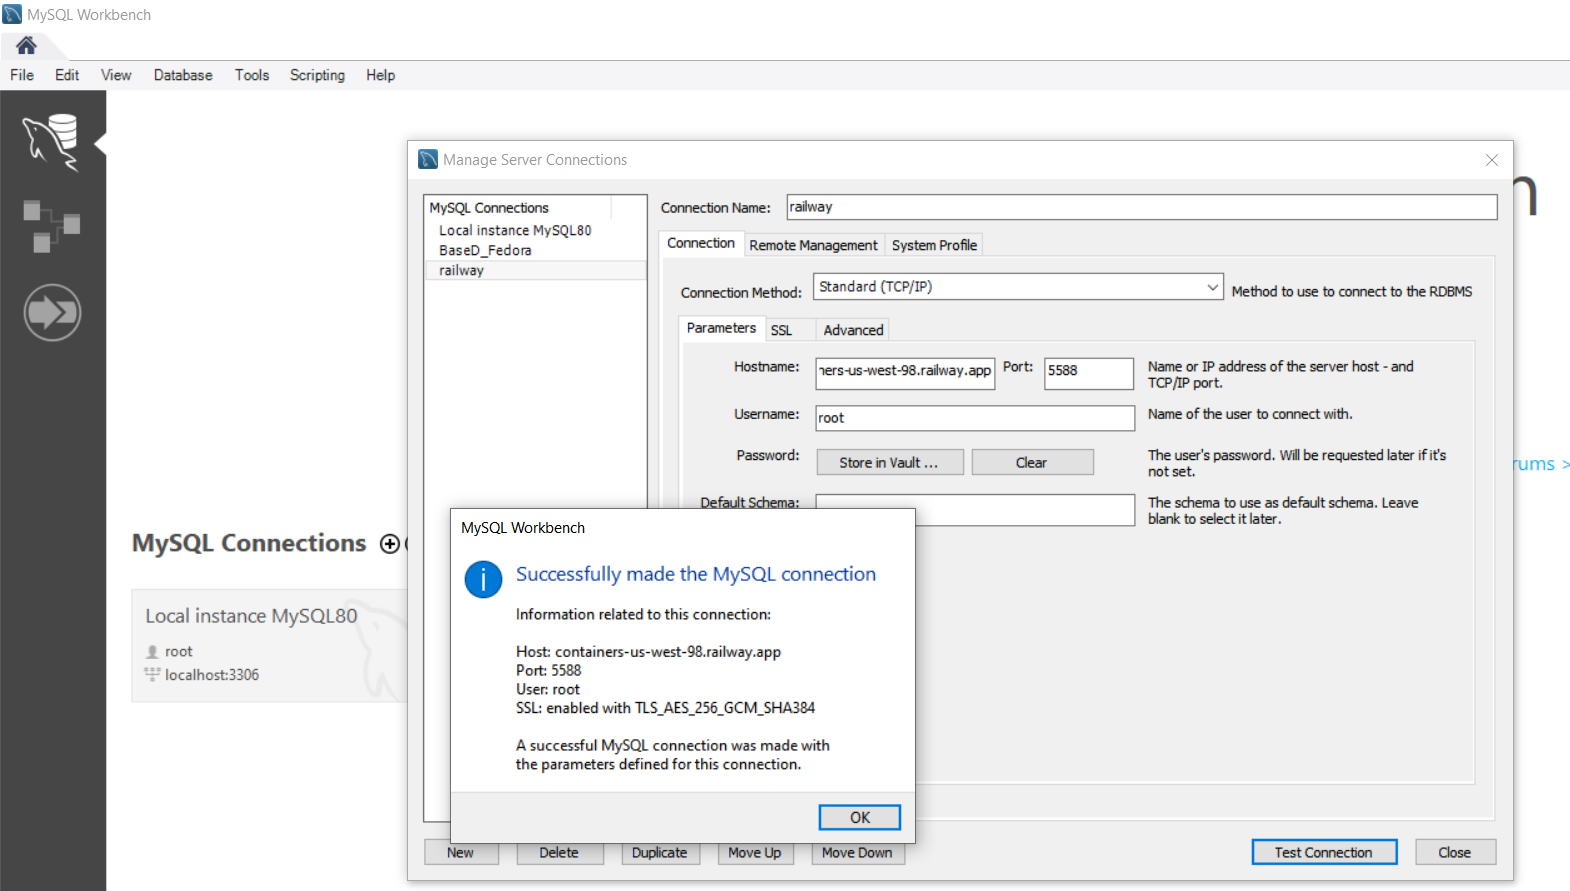 MySQL Workbench
File Edit View Database Tools Scripting Help
Manage Server Connections
MySQL Connections
Local instance MySQL80
BaseD_Fedora
railway
Connection Name: railway
Connection Remote Management System Profile
Connection Method: Standard (TCP/IP) Method to use to connect to the RDBMS
Parameters SSL Advanced
Hostname: ners-us-west-98.railway.app Port: 5588 Name or IP address of the server host - and
TCP/IP port.
Username: root Name of the user to connect with.
Password: Store in Vault ... Clear The user's password. Will be requested later if it's
not set.
Default Schema: The schema to use as default schema. Leave
blank to select it later.
rums >
MySQL Connections
Local instance MySQL80
root
localhost:3306
MySQL Workbench
Successfully made the MySQL connection
Information related to this connection:
Host: containers-us-west-98.railway.app
Port: 5588
User: root
SSL: enabled with TLS_AES_256_GCM_SHA384
A successful MySQL connection was made with
the parameters defined for this connection.
OK
New Delete Duplicate Move Up Move Down Test Connection Close